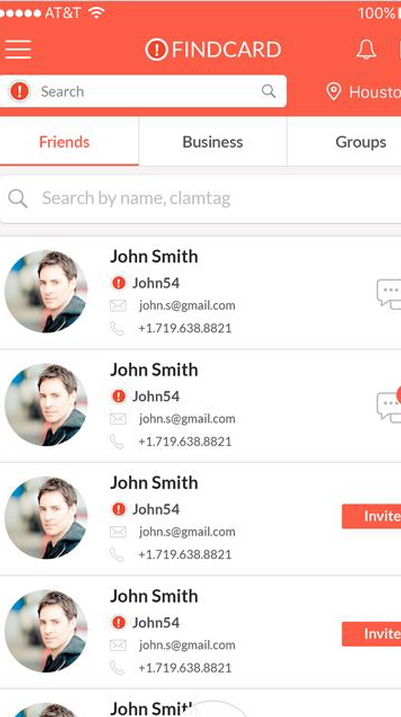 AT&T 100%
FINDCARD
Search
Housto
Friends Business Groups
Search by name, clamtag
John Smith
John54
john.s@gmail.com
+1.719.638.8821
John Smith
John54
john.s@gmail.com
+1.719.638.8821
John Smith
John54
Invite
john.s@gmail.com
+1.719.638.8821
John Smith
John54
Invite
john.s@gmail.com
+1.719.638.8821
John Smith